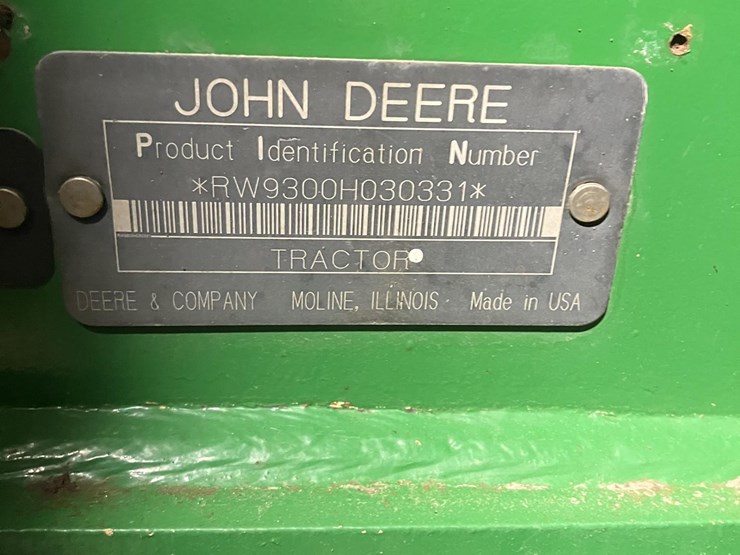 JOHN DEERE
Product Identification Number
*RW9300H030331*
TRACTOR
DEERE & COMPANY MOLINE, ILLINOIS Made in USA